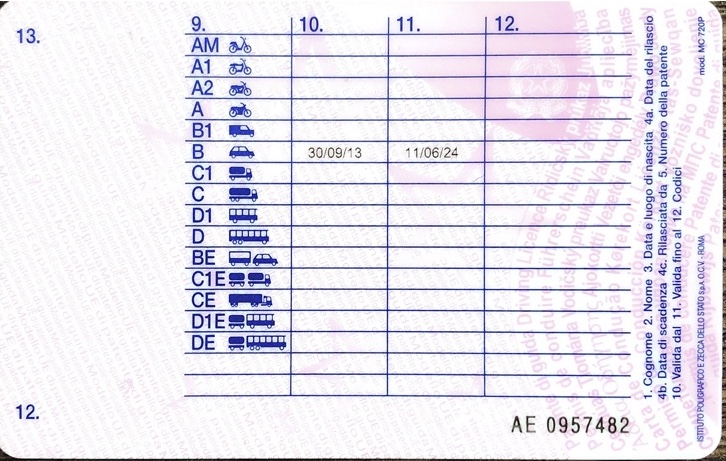 13.
9. 10. 11. 12.
AM
A1
A2
A
B1
B 30/09/13 11/06/24
C1
C
D1
D
BE
C1E
CE
D1E
DE
12.
AE 0957482
1. Cognome 2. Nome 3. Data e luogo di nascita 4a. Data del rilascio
4b. Data di scadenza 4c. Rilasciata da 5. Numero della patente
10. Valida dal 11. Valida fino al 12. Codici
mod. MC 720P
ISTITUTO POLIGRAFICO E ZECCA DELLO STATO S.p.A. O.C.V. - ROMA